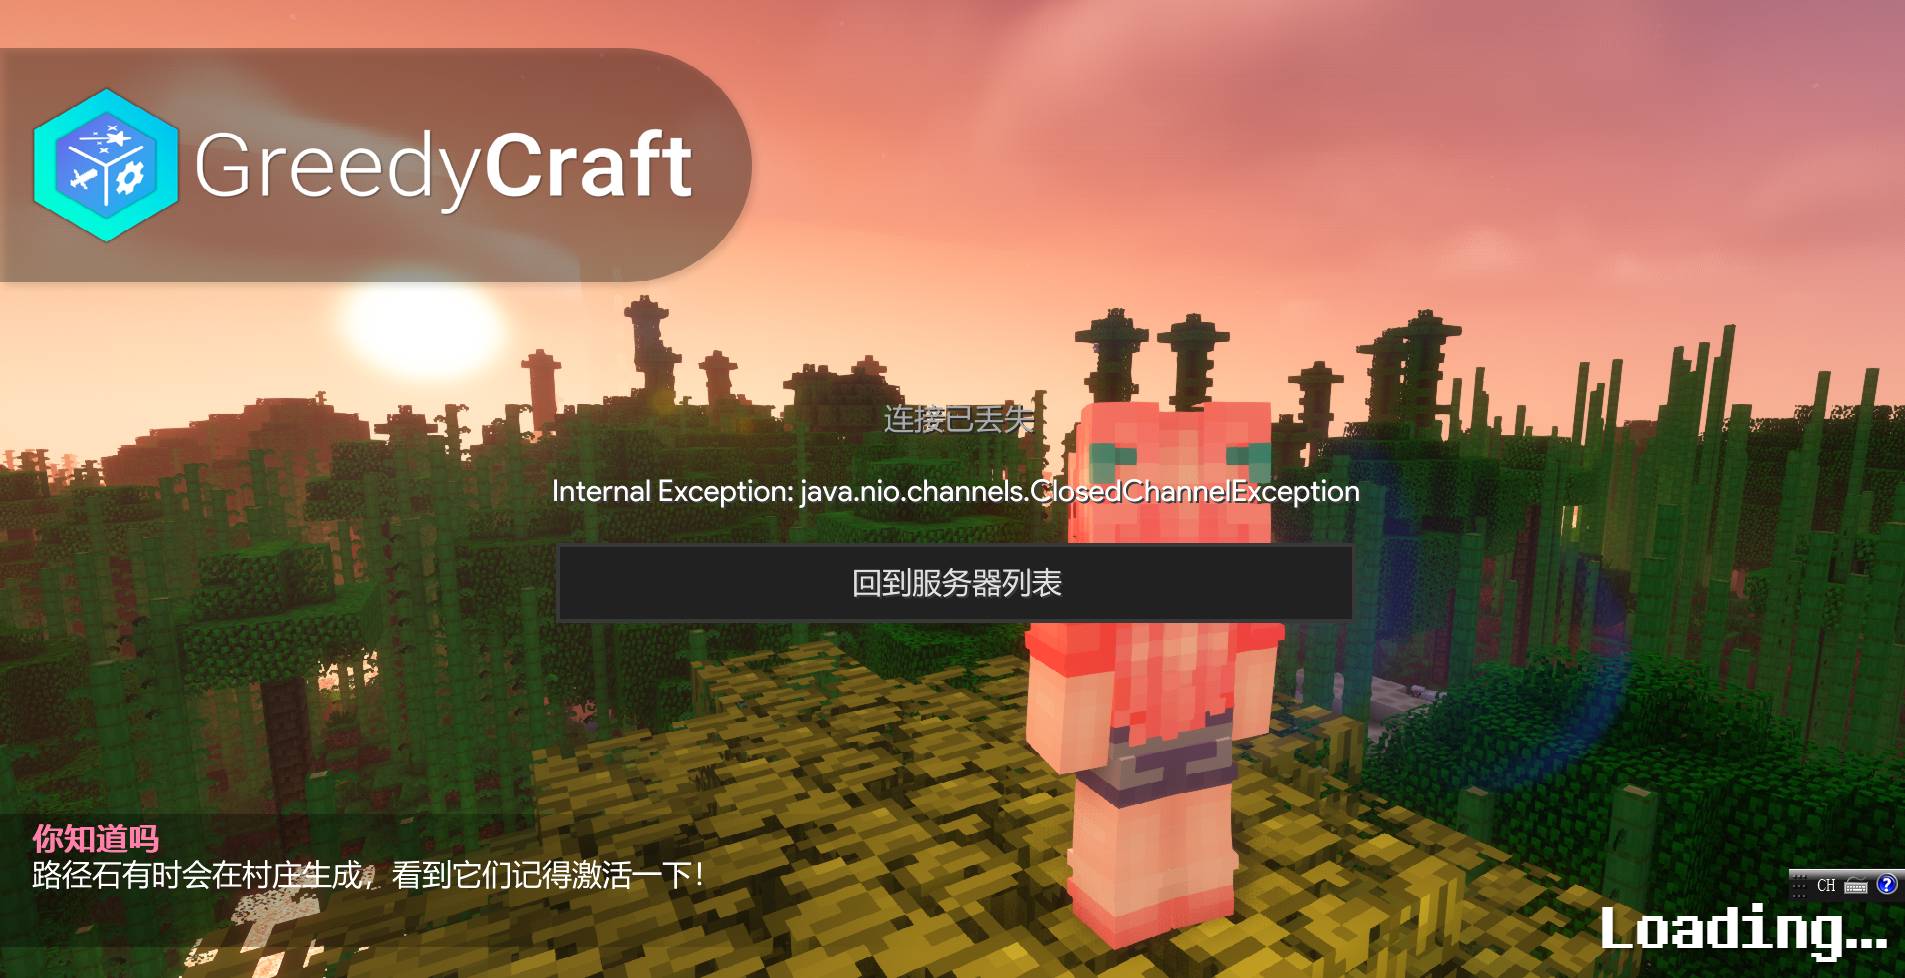 GreedyCraft
连接已丢失
Internal Exception: java.nio.channels.ClosedChannelException
回到服务器列表
你知道吗
路径石有时会在村庄生成，看到它们记得激活一下！
CH
?
Loading...